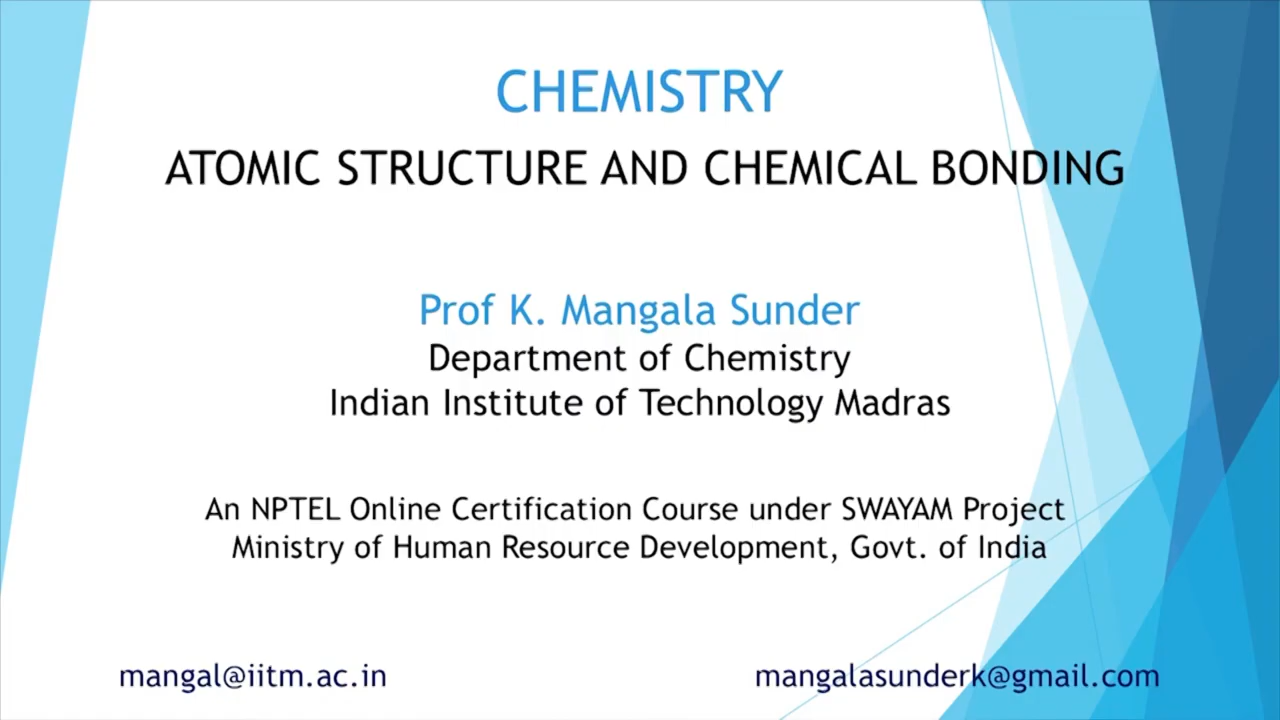 CHEMISTRY
ATOMIC STRUCTURE AND CHEMICAL BONDING
Prof K. Mangala Sunder
Department of Chemistry
Indian Institute of Technology Madras
An NPTEL Online Certification Course under SWAYAM Project
Ministry of Human Resource Development, Govt. of India
mangal@iitm.ac.in
mangalasunderk@gmail.com